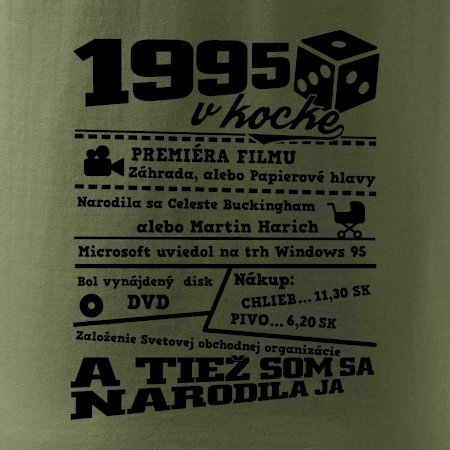 1995
v kocke
PREMIÉRA FILMU
Záhrada, alebo Papierové hlavy
Narodila sa Celeste Buckingham
alebo Martin Harich
Microsoft uviedol na trh Windows 95
Bol vynájdený disk
DVD
Nákup:
CHLIEB... 11,30 SK
PIVO... 6,20 SK
Založenie Svetovej obchodnej organizácie
A TIEŽ SOM SA
NARODILA JA